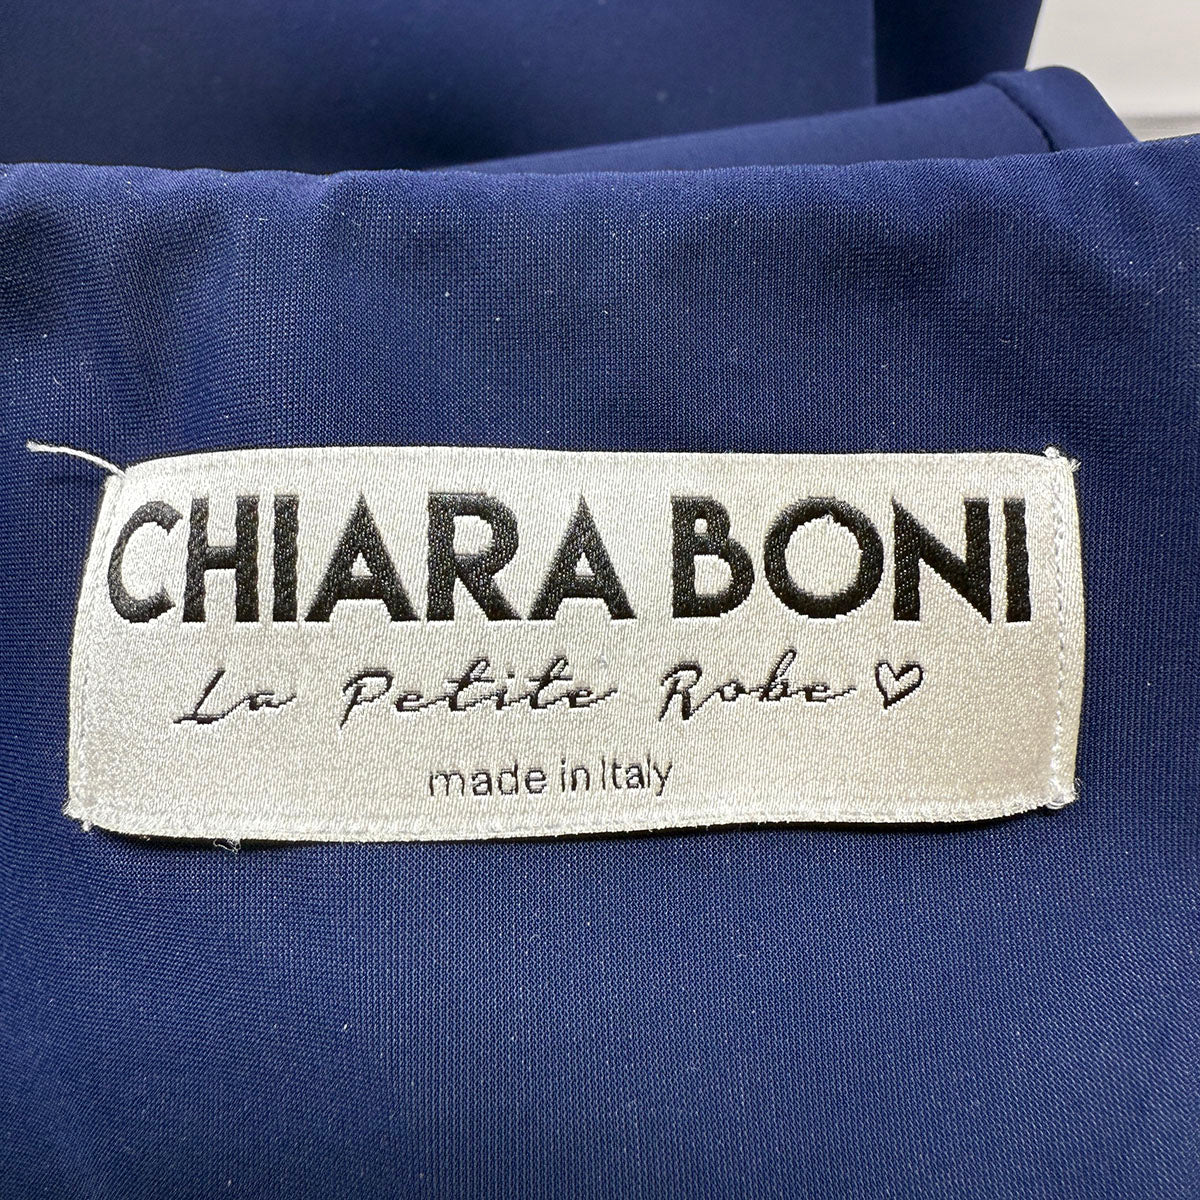 CHIARA BONI
La Petite Robe ♡
made in Italy